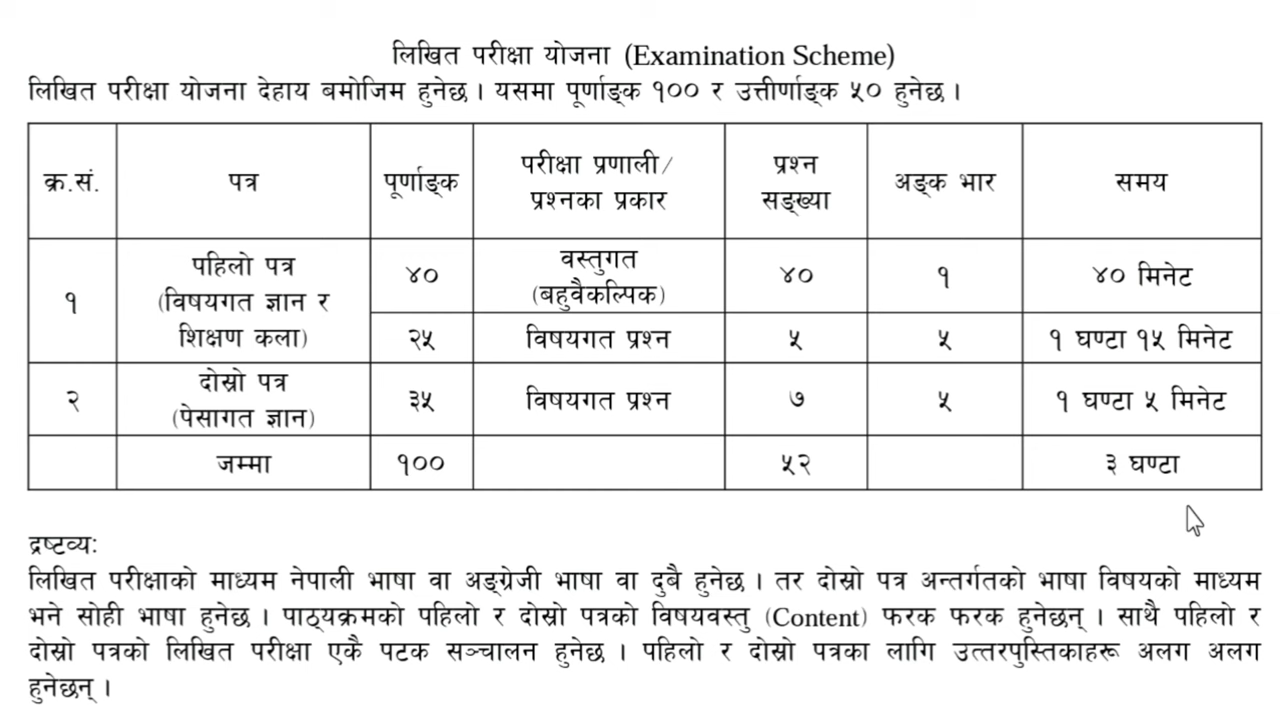 लिखित परीक्षा योजना (Examination Scheme)
लिखित परीक्षा योजना देहाय बमोजिम हुनेछ । यसमा पूर्णाङ्क १०० र उत्तीर्णाङ्क ५० हुनेछ ।
क्र.सं. पत्र पूर्णाङ्क परीक्षा प्रणाली/ प्रश्नका प्रकार प्रश्न सङ्ख्या अङ्क भार समय
१ पहिलो पत्र (विषयगत ज्ञान र शिक्षण कला) ४० वस्तुगत (बहुवैकल्पिक) ४० १ ४० मिनेट
२५ विषयगत प्रश्न ५ ५ १ घण्टा १५ मिनेट
२ दोस्रो पत्र (पेसागत ज्ञान) ३५ विषयगत प्रश्न ७ ५ १ घण्टा ५ मिनेट
जम्मा १०० ५२ ३ घण्टा
द्रष्टव्यः
लिखित परीक्षाको माध्यम नेपाली भाषा वा अङ्ग्रेजी भाषा वा दुबै हुनेछ । तर दोस्रो पत्र अन्तर्गतको भाषा विषयको माध्यम
भने सोही भाषा हुनेछ । पाठ्यक्रमको पहिलो र दोस्रो पत्रको विषयवस्तु (Content) फरक फरक हुनेछन् । साथै पहिलो र
दोस्रो पत्रको लिखित परीक्षा एकै पटक सञ्चालन हुनेछ । पहिलो र दोस्रो पत्रका लागि उत्तरपुस्तिकाहरू अलग अलग
हुनेछन् ।